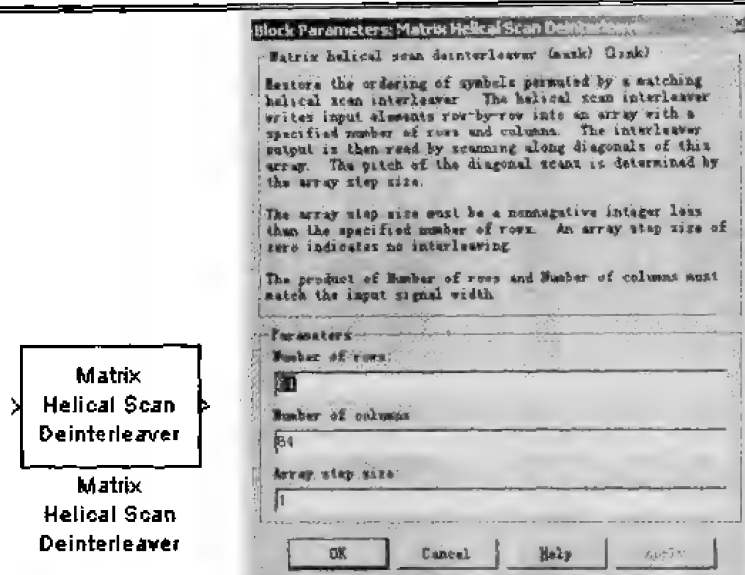 Matrix
Helical Scan
Deinterleaver
Matrix
Helical Scan
Deinterleaver
Block Parameters: Matrix Helical Scan
Matrix helical scan deinterleaver (mask) (link)
Restore the ordering of symbols permuted by a matching
helical scan interleaver. The helical scan interleaver
writes input elements row-by-row into an array with a
specified number of rows and columns. The interleaver
output is then read by scanning along diagonals of this
array. The pitch of the diagonal scans is determined by
the array step size.
The array step size must be a nonnegative integer less
than the specified number of rows. An array step size of
zero indicates no interleaving
The product of Number of rows and Number of columns must
match the input signal width
Parameters
Number of rows:
Number of columns
64
Array step size:
1
OK
Cancel
Help
Apply